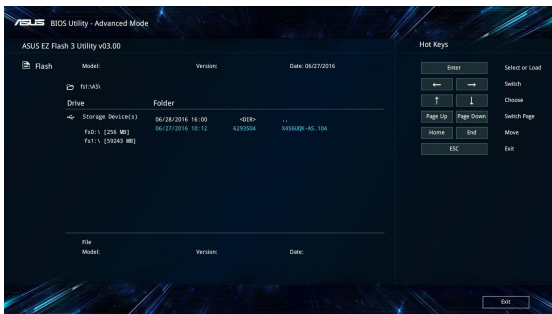 ASUS BIOS Utility - Advanced Mode
ASUS EZ Flash 3 Utility v03.00
Hot Keys
Flash
Model: Version: Date: 06/27/2016
fs1:\AS\
Drive Folder
Storage Device(s)
fs0:\ [256 MB]
fs1:\ [59243 MB]
06/28/2016 16:00 <DIR> ..
06/27/2016 10:12 6293504 X456UQK-AS.104
File
Model: Version: Date:
Enter Select or Load
← → Switch
↑ ↓ Choose
Page Up Page Down Switch Page
Home End Move
ESC Exit
Exit